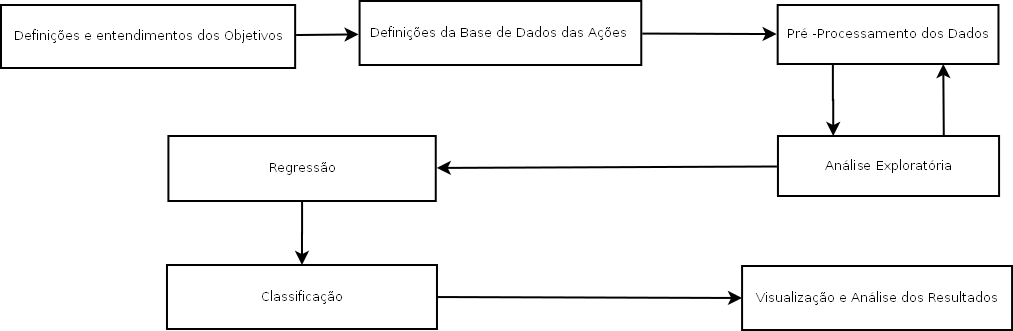 Definições e entendimentos dos Objetivos
Definições da Base de Dados das Ações
Pré -Processamento dos Dados
Regressão
Análise Exploratória
Classificação
Visualização e Análise dos Resultados